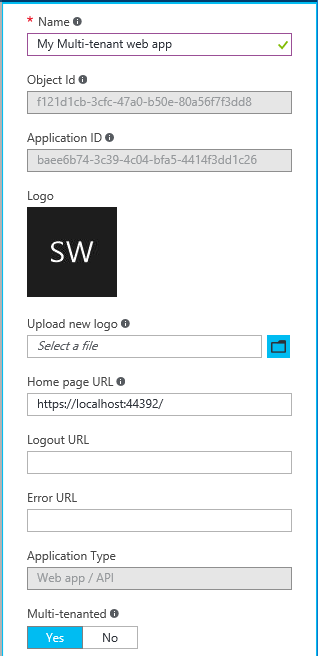 * Name
My Multi-tenant web app
Object Id
f121d1cb-3cfc-47a0-b50e-80a56f7f3dd8
Application ID
baee6b74-3c39-4c04-bfa5-4414f3dd1c26
Logo
SW
Upload new logo
Select a file
Home page URL
https://localhost:44392/
Logout URL
Error URL
Application Type
Web app / API
Multi-tenanted
Yes No